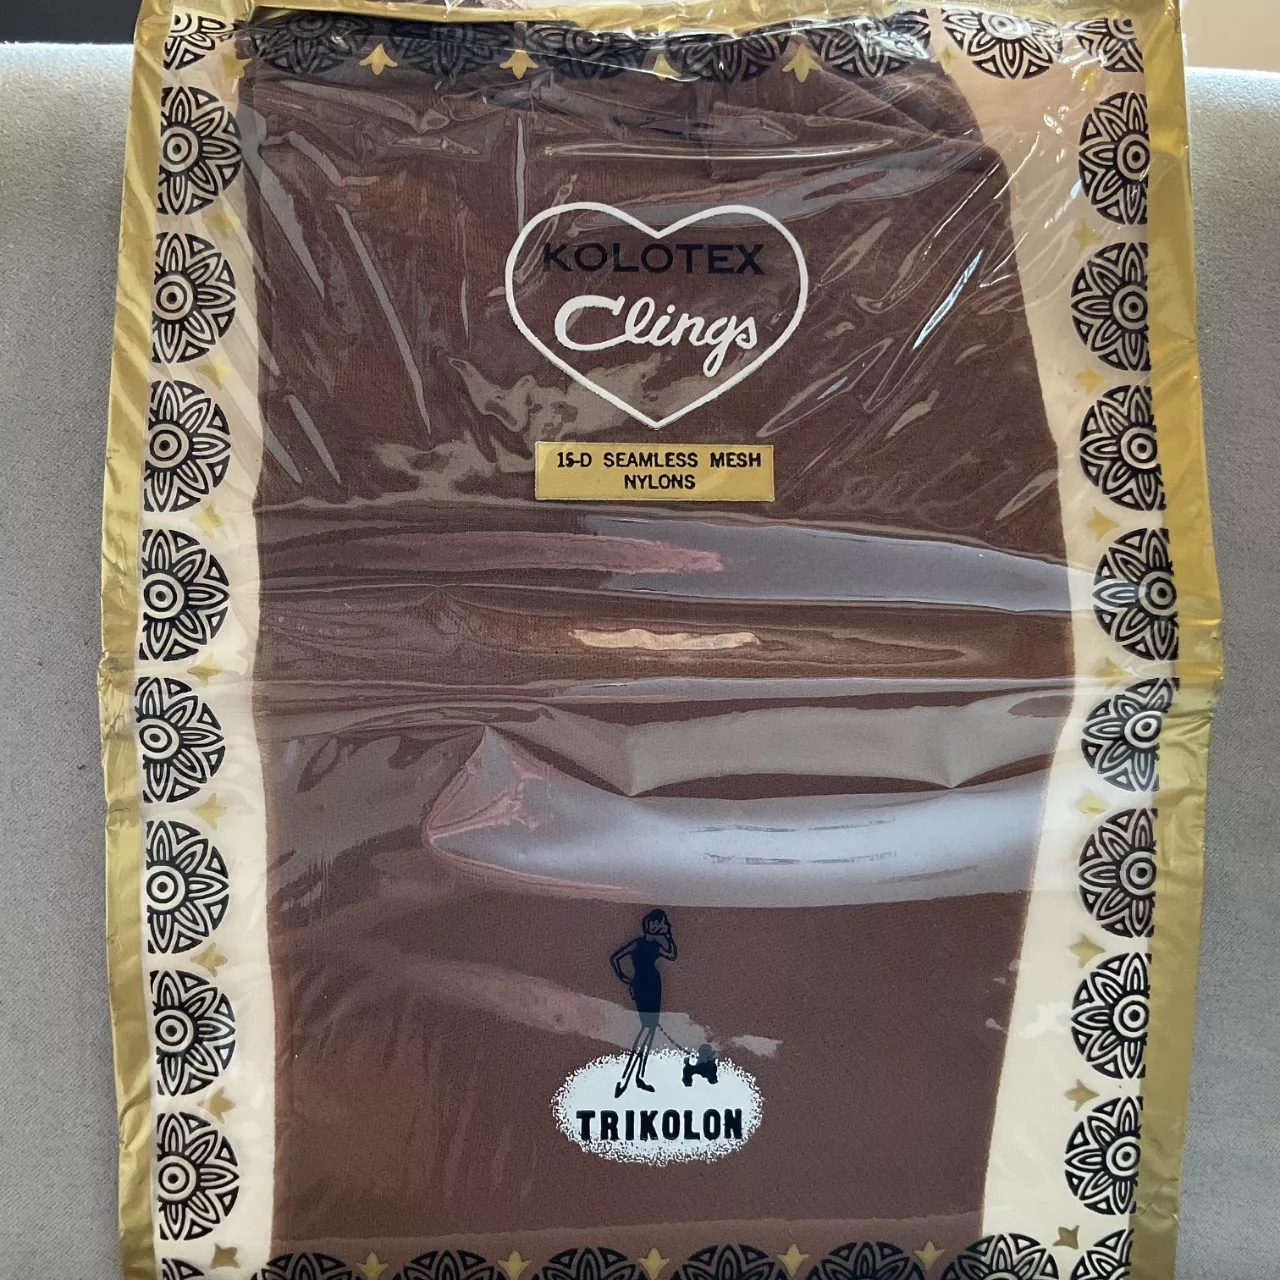 KOLOTEX
Clings
15-D SEAMLESS MESH
NYLONS
TRIKOLON